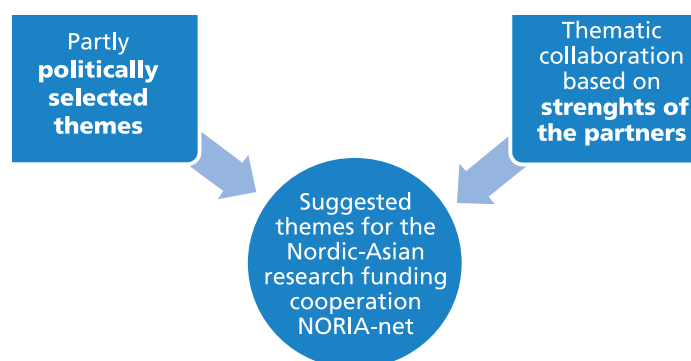 Partly
politically
selected
themes
Thematic
collaboration
based on
strenghts of
the partners
Suggested
themes for the
Nordic-Asian
research funding
cooperation
NORIA-net